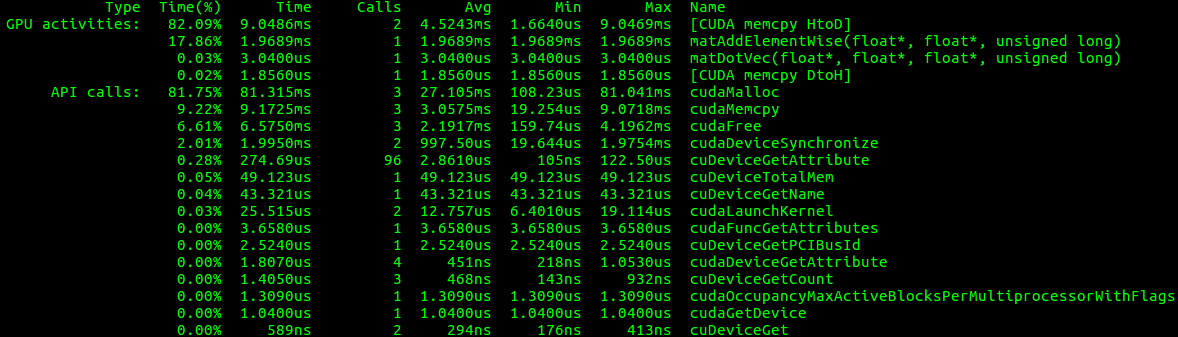 Type Time(%) Time Calls Avg Min Max Name
GPU activities: 82.09% 9.0486ms 2 4.5243ms 1.6640us 9.0469ms [CUDA memcpy HtoD]
17.86% 1.9689ms 1 1.9689ms 1.9689ms 1.9689ms matAddElementWise(float*, float*, unsigned long)
0.03% 3.0400us 1 3.0400us 3.0400us 3.0400us matDotVec(float*, float*, float*, unsigned long)
0.02% 1.8560us 1 1.8560us 1.8560us 1.8560us [CUDA memcpy DtoH]
API calls: 81.75% 81.315ms 3 27.105ms 108.23us 81.041ms cudaMalloc
9.22% 9.1725ms 3 3.0575ms 19.254us 9.0718ms cudaMemcpy
6.61% 6.5750ms 3 2.1917ms 159.74us 4.1962ms cudaFree
2.01% 1.9950ms 2 997.50us 19.644us 1.9754ms cudaDeviceSynchronize
0.28% 274.69us 96 2.8610us 105ns 122.50us cuDeviceGetAttribute
0.05% 49.123us 1 49.123us 49.123us 49.123us cuDeviceTotalMem
0.04% 43.321us 1 43.321us 43.321us 43.321us cuDeviceGetName
0.03% 25.515us 2 12.757us 6.4010us 19.114us cudaLaunchKernel
0.00% 3.6580us 1 3.6580us 3.6580us 3.6580us cudaFuncGetAttributes
0.00% 2.5240us 1 2.5240us 2.5240us 2.5240us cuDeviceGetPCIBusId
0.00% 1.8070us 4 451ns 218ns 1.0530us cudaDeviceGetAttribute
0.00% 1.4050us 3 468ns 143ns 932ns cuDeviceGetCount
0.00% 1.3090us 1 1.3090us 1.3090us 1.3090us cudaOccupancyMaxActiveBlocksPerMultiprocessorWithFlags
0.00% 1.0400us 1 1.0400us 1.0400us 1.0400us cudaGetDevice
0.00% 589ns 2 294ns 176ns 413ns cuDeviceGet